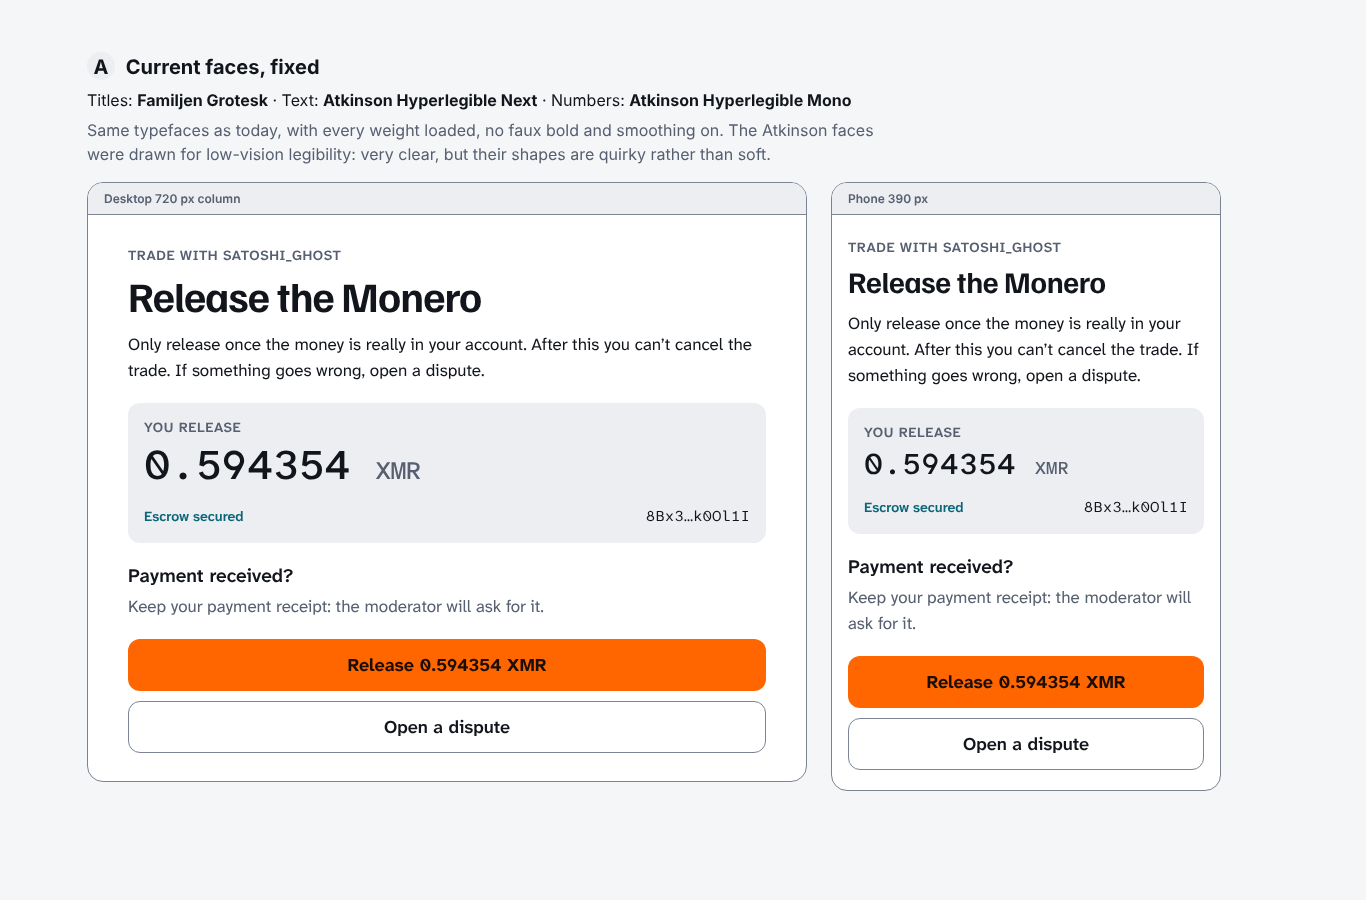 A Current faces, fixed
Titles: Familjen Grotesk · Text: Atkinson Hyperlegible Next · Numbers: Atkinson Hyperlegible Mono
Same typefaces as today, with every weight loaded, no faux bold and smoothing on. The Atkinson faces
were drawn for low-vision legibility: very clear, but their shapes are quirky rather than soft.
Desktop 720 px column
TRADE WITH SATOSHI_GHOST
Release the Monero
Only release once the money is really in your account. After this you can’t cancel the
trade. If something goes wrong, open a dispute.
YOU RELEASE
0.594354 XMR
Escrow secured 8Bx3…k0Ol1I
Payment received?
Keep your payment receipt: the moderator will ask for it.
Release 0.594354 XMR
Open a dispute
Phone 390 px
TRADE WITH SATOSHI_GHOST
Release the Monero
Only release once the money is really in your
account. After this you can’t cancel the trade. If
something goes wrong, open a dispute.
YOU RELEASE
0.594354 XMR
Escrow secured 8Bx3…k0Ol1I
Payment received?
Keep your payment receipt: the moderator will
ask for it.
Release 0.594354 XMR
Open a dispute